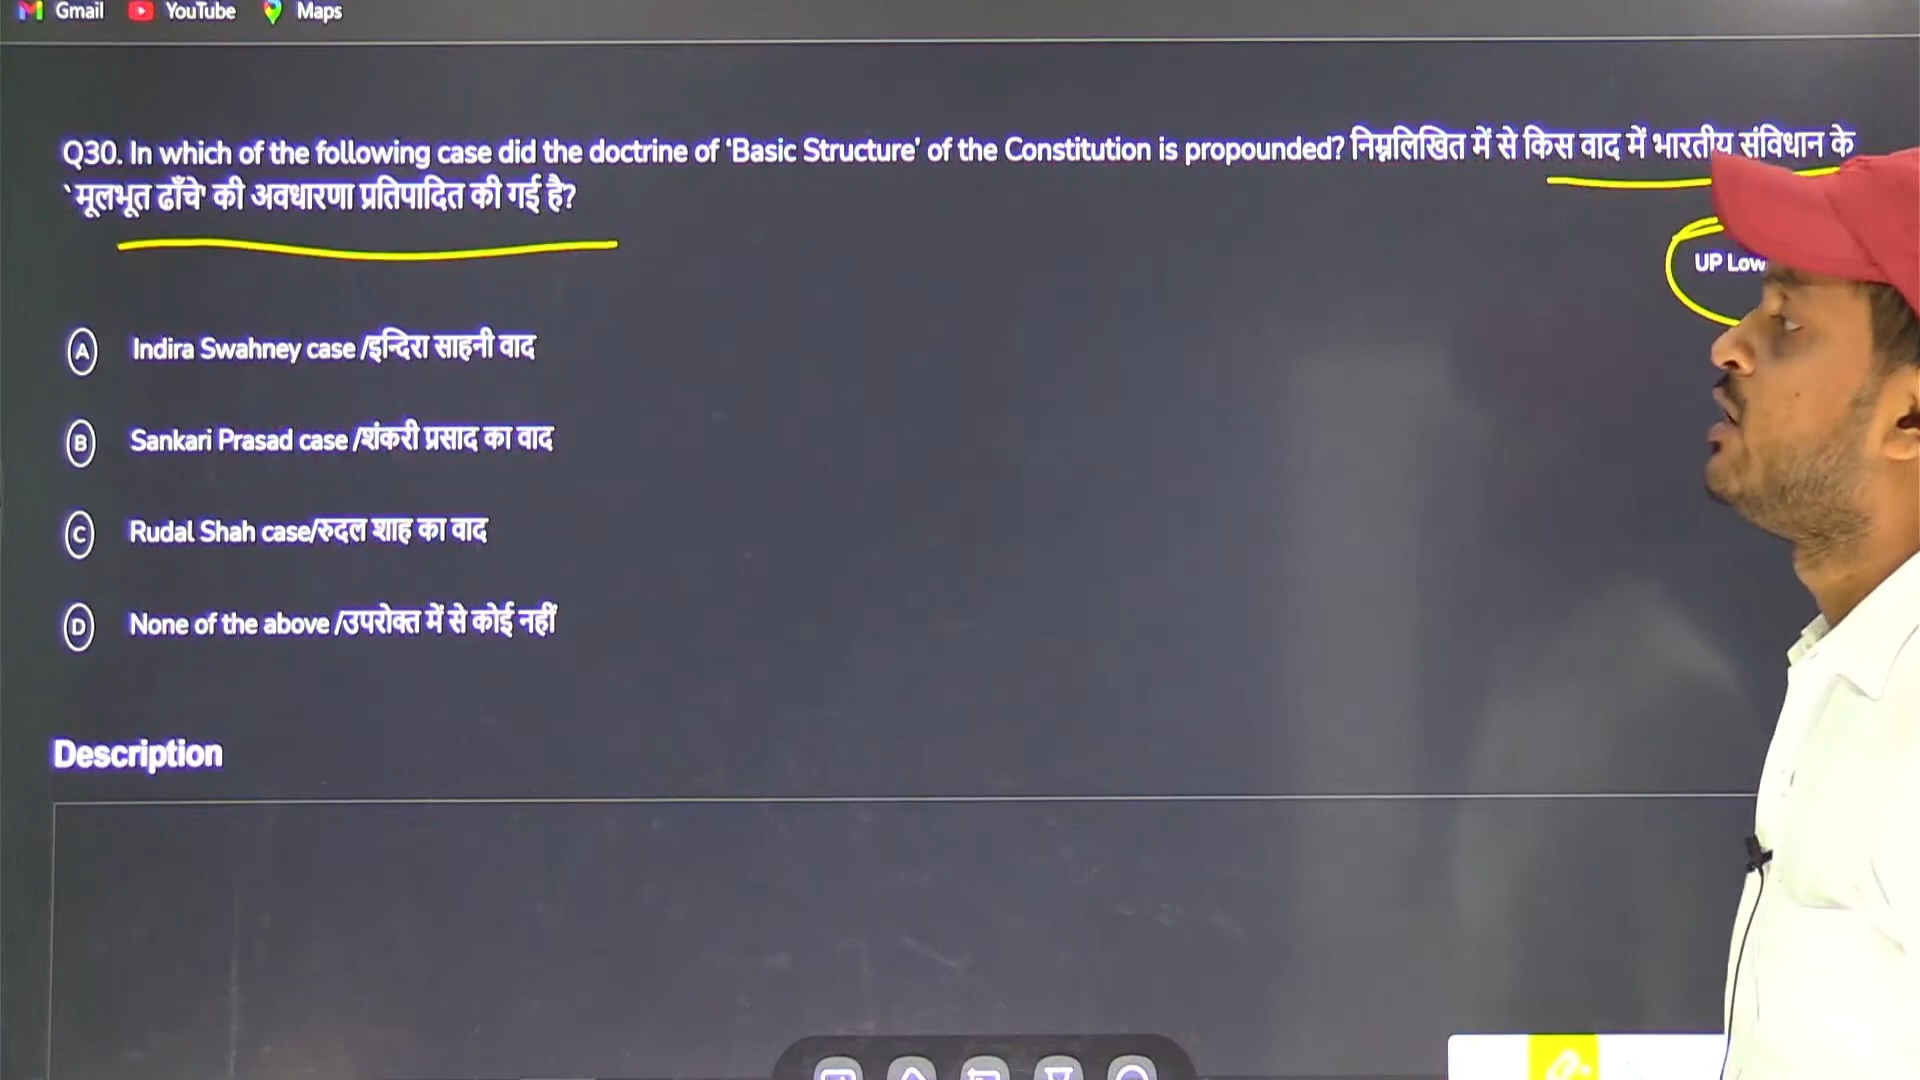 Gmail YouTube Maps
Q30. In which of the following case did the doctrine of ‘Basic Structure’ of the Constitution is propounded? निम्नलिखित में से किस वाद में भारतीय संविधान के
`मूलभूत ढाँचे' की अवधारणा प्रतिपादित की गई है?
UP Low
A Indira Swahney case /इन्दिरा साहनी वाद
B Sankari Prasad case /शंकरी प्रसाद का वाद
C Rudal Shah case/रुदल शाह का वाद
D None of the above /उपरोक्त में से कोई नहीं
Description